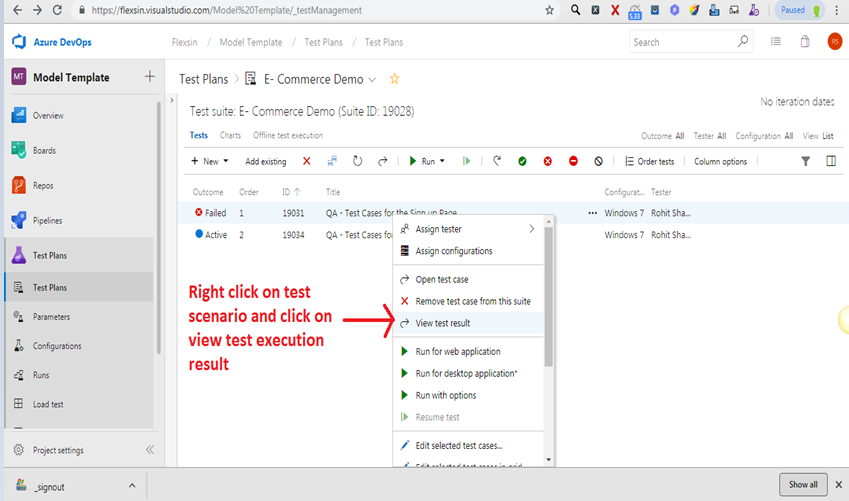 https://flexsin.visualstudio.com/Model%20Template/_testManagement
5.33
Paused
Azure DevOps
Flexsin / Model Template / Test Plans / Test Plans
Search
RS
MT Model Template
Test Plans > E- Commerce Demo
Overview
Test suite: E- Commerce Demo (Suite ID: 19028)
No iteration dates
Boards
Tests Charts Offline test execution
Outcome All Tester All Configuration All View List
Repos
New Add existing Run Order tests Column options
Pipelines
Outcome Order ID Title Configurat... Tester
Failed 1 19031 QA - Test Cases for the Sign up Page Windows 7 Rohit Sha...
Active 2 19034 QA - Test Cases fo Windows 7 Rohit Sha...
Test Plans
Test Plans
Parameters
Configurations
Runs
Load test
Project settings
Assign tester
Assign configurations
Open test case
Remove test case from this suite
View test result
Run for web application
Run for desktop application*
Run with options
Resume test
Edit selected test cases...
Edit selected test cases in grid
Right click on test
scenario and click on
view test execution
result
_signout
Show all